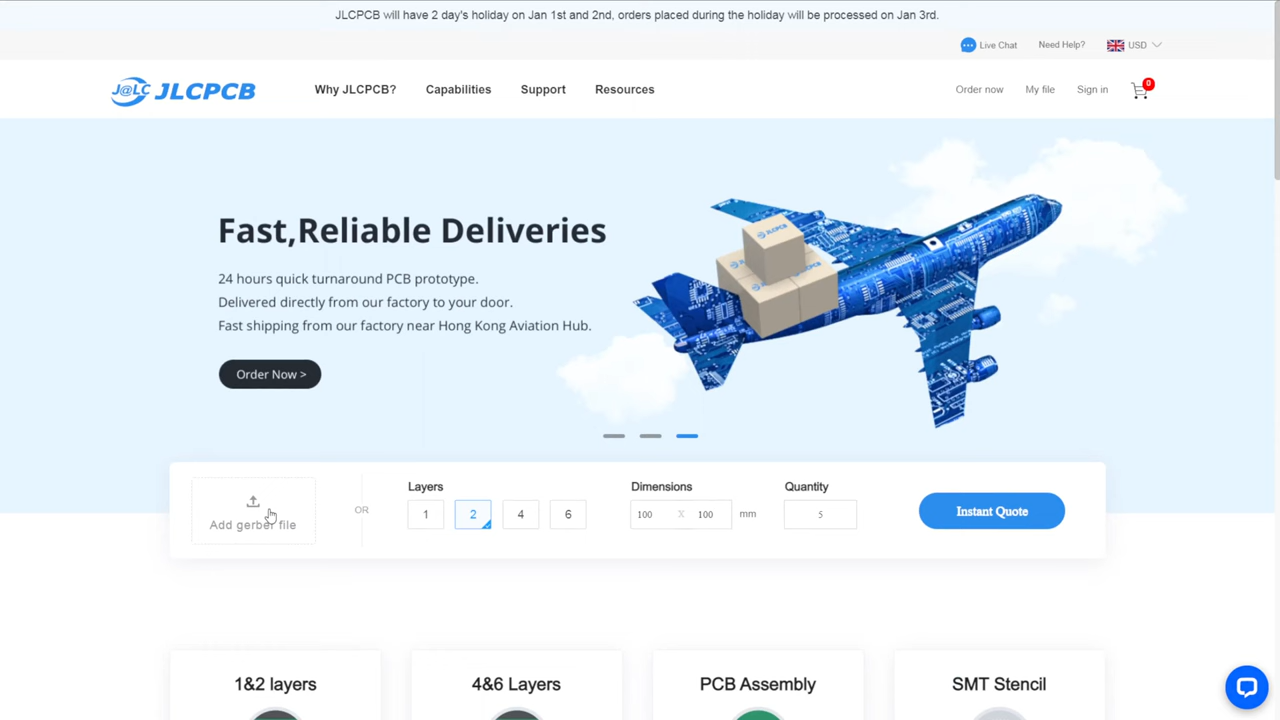 JLCPCB will have 2 day's holiday on Jan 1st and 2nd, orders placed during the holiday will be processed on Jan 3rd.
Live Chat Need Help? USD
J@LC JLCPCB Why JLCPCB? Capabilities Support Resources Order now My file Sign in 0
Fast,Reliable Deliveries
24 hours quick turnaround PCB prototype.
Delivered directly from our factory to your door.
Fast shipping from our factory near Hong Kong Aviation Hub.
Order Now >
JLCPCB
JLCPCB
JLCPCB
Add gerber file
OR
Layers
1 2 4 6
Dimensions
100 X 100 mm
Quantity
5
Instant Quote
1&2 layers
4&6 Layers
PCB Assembly
SMT Stencil